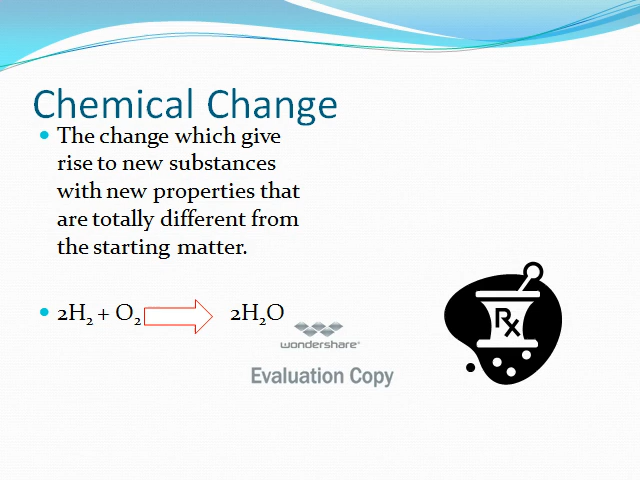 Chemical Change
• The change which give
rise to new substances
with new properties that
are totally different from
the starting matter.
• 2H₂ + O₂ 2H₂O
wondershare®
Evaluation Copy
Rx